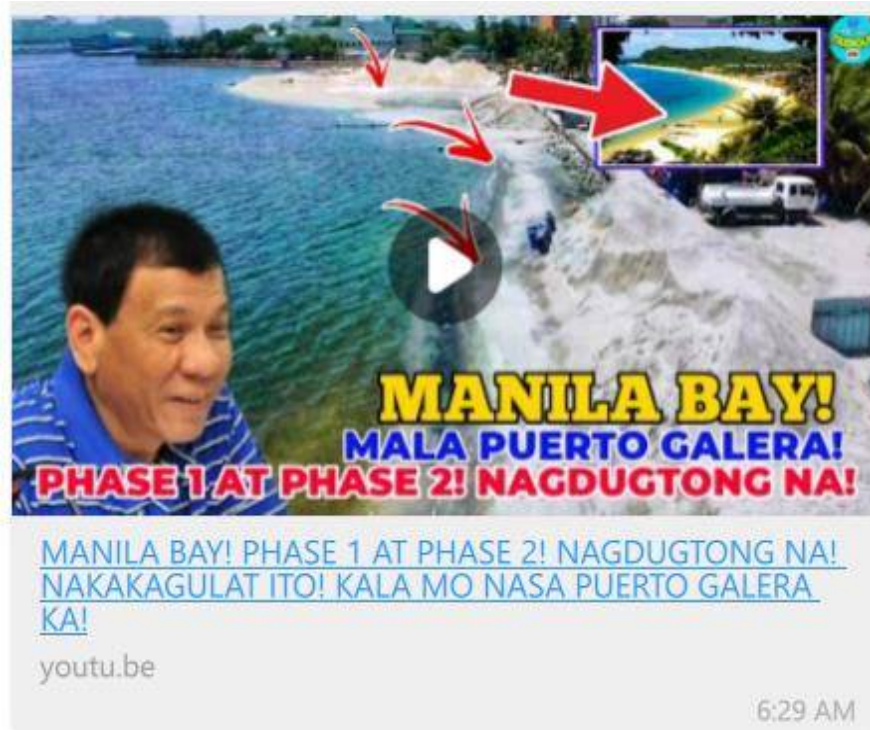 MANILA BAY!
MALA PUERTO GALERA!
PHASE 1 AT PHASE 2! NAGDUGTONG NA!
MANILA BAY! PHASE 1 AT PHASE 2! NAGDUGTONG NA!
NAKAKAGULAT ITO! KALA MO NASA PUERTO GALERA
KA!
youtu.be
6:29 AM